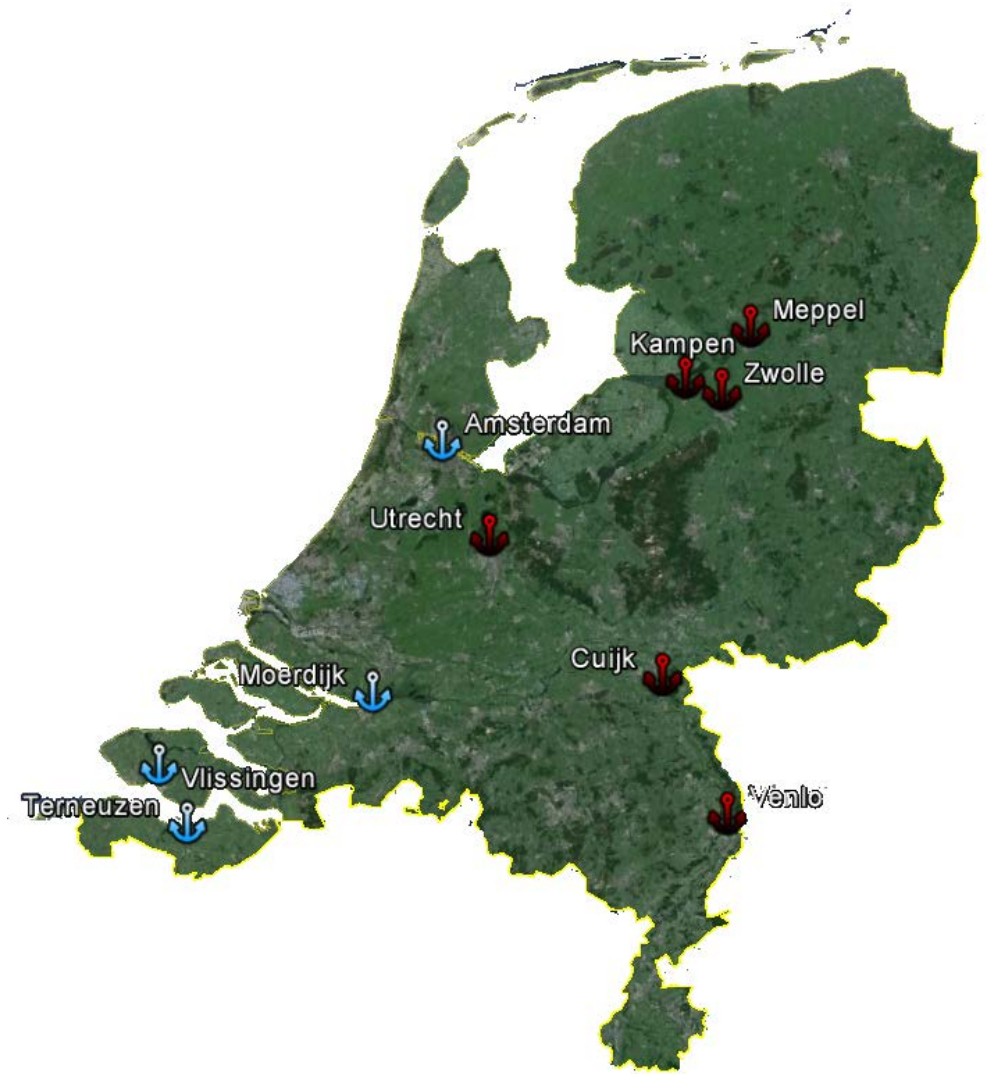 Meppel
Kampen
Zwolle
Amsterdam
Utrecht
Cuijk
Moerdijk
Vlissingen
Terneuzen
Venlo